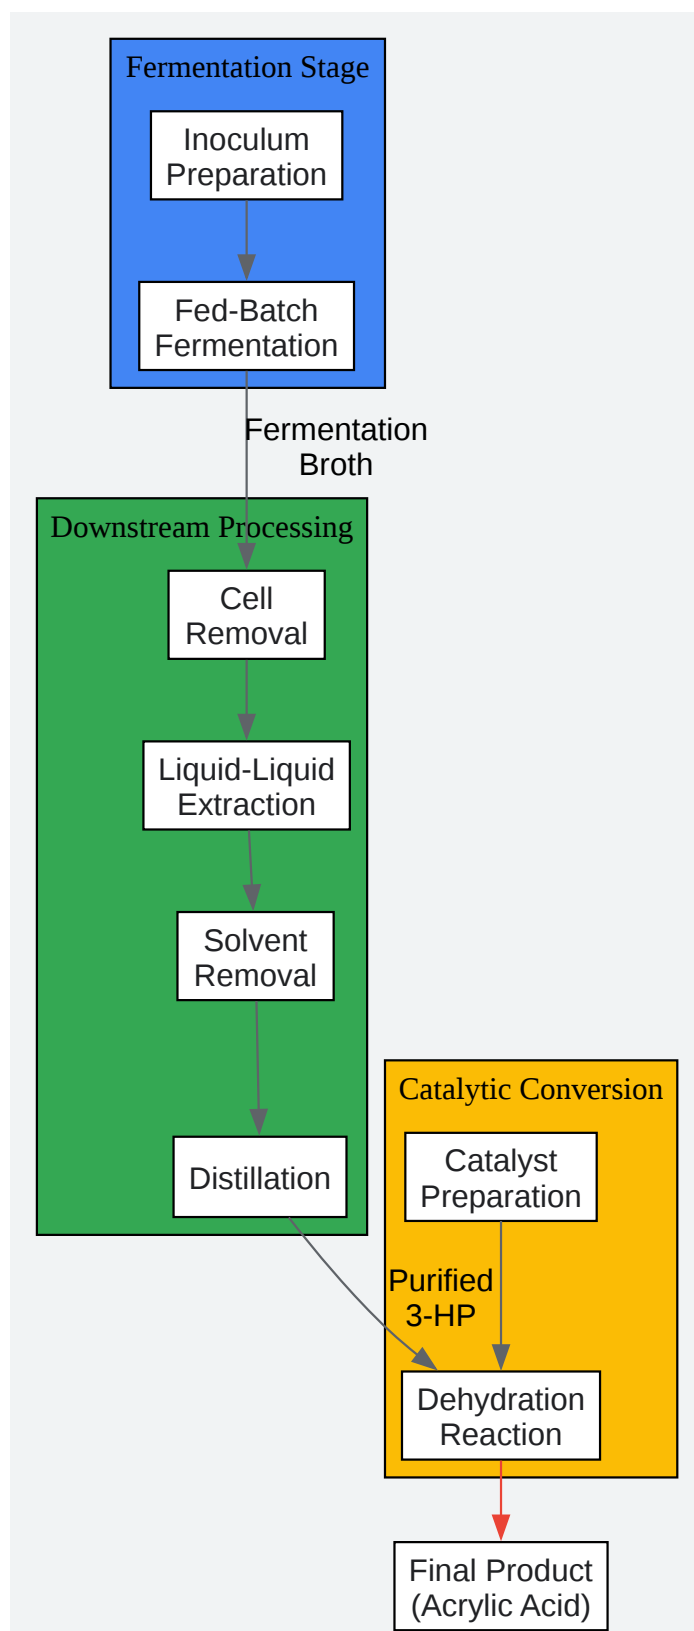 Fermentation Stage
Inoculum
Preparation
Fed-Batch
Fermentation
Fermentation
Broth
Downstream Processing
Cell
Removal
Liquid-Liquid
Extraction
Solvent
Removal
Distillation
Catalytic Conversion
Catalyst
Preparation
Purified
3-HP
Dehydration
Reaction
Final Product
(Acrylic Acid)